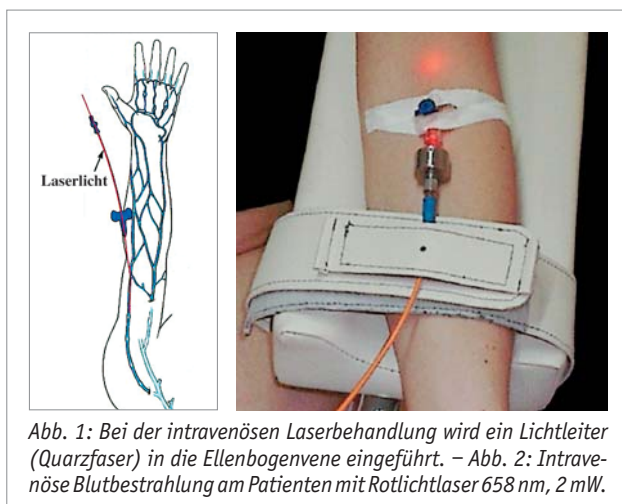 Laserlicht
Abb. 1: Bei der intravenösen Laserbehandlung wird ein Lichtleiter
(Quarzfaser) in die Ellenbogenvene eingeführt. – Abb. 2: Intrave-
nöse Blutbestrahlung am Patienten mit Rotlichtlaser 658 nm, 2 mW.